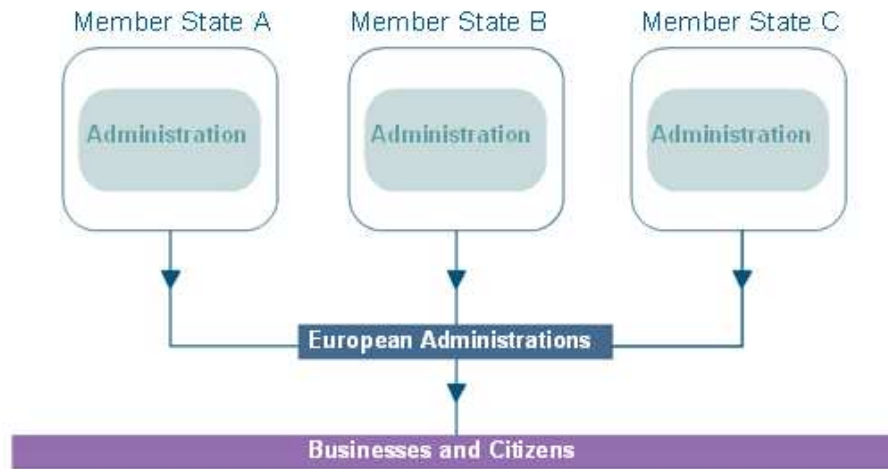 Member State A
Member State B
Member State C
Administration
Administration
Administration
European Administrations
Businesses and Citizens